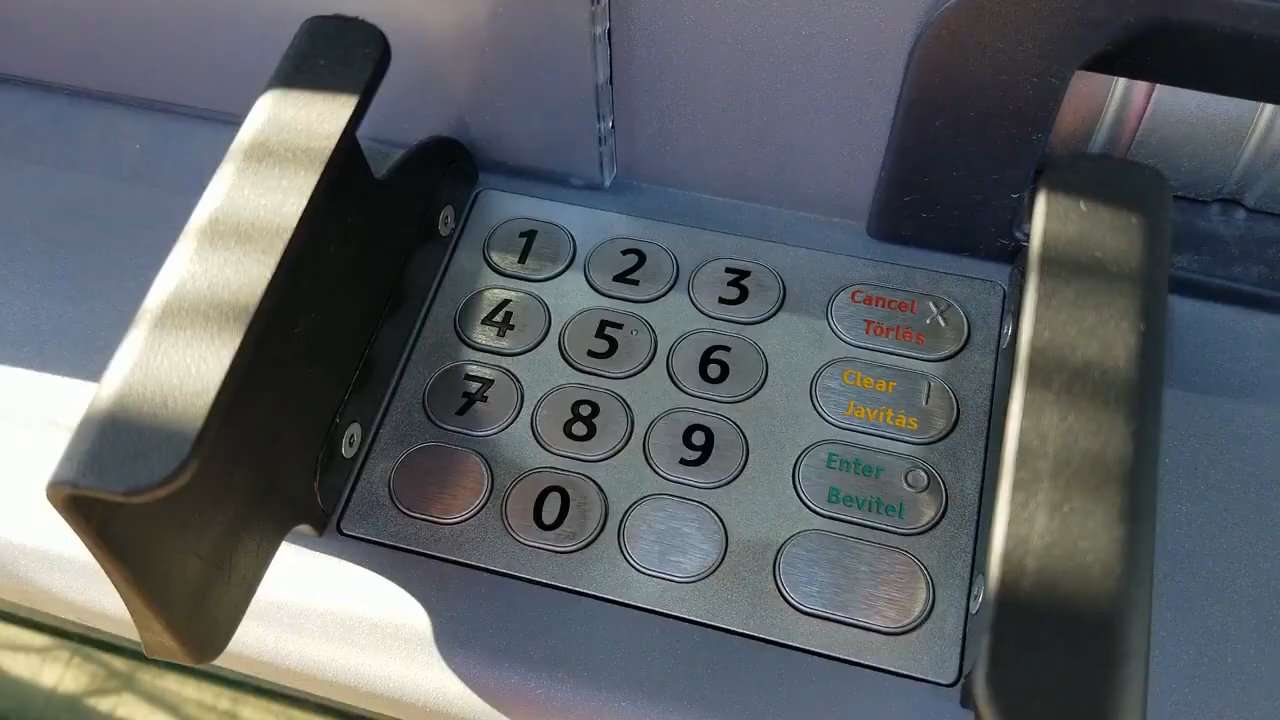 1 2 3
Cancel X
Törlés
4 5 6
Clear |
Javítás
7 8 9
Enter O
Bevitel
0